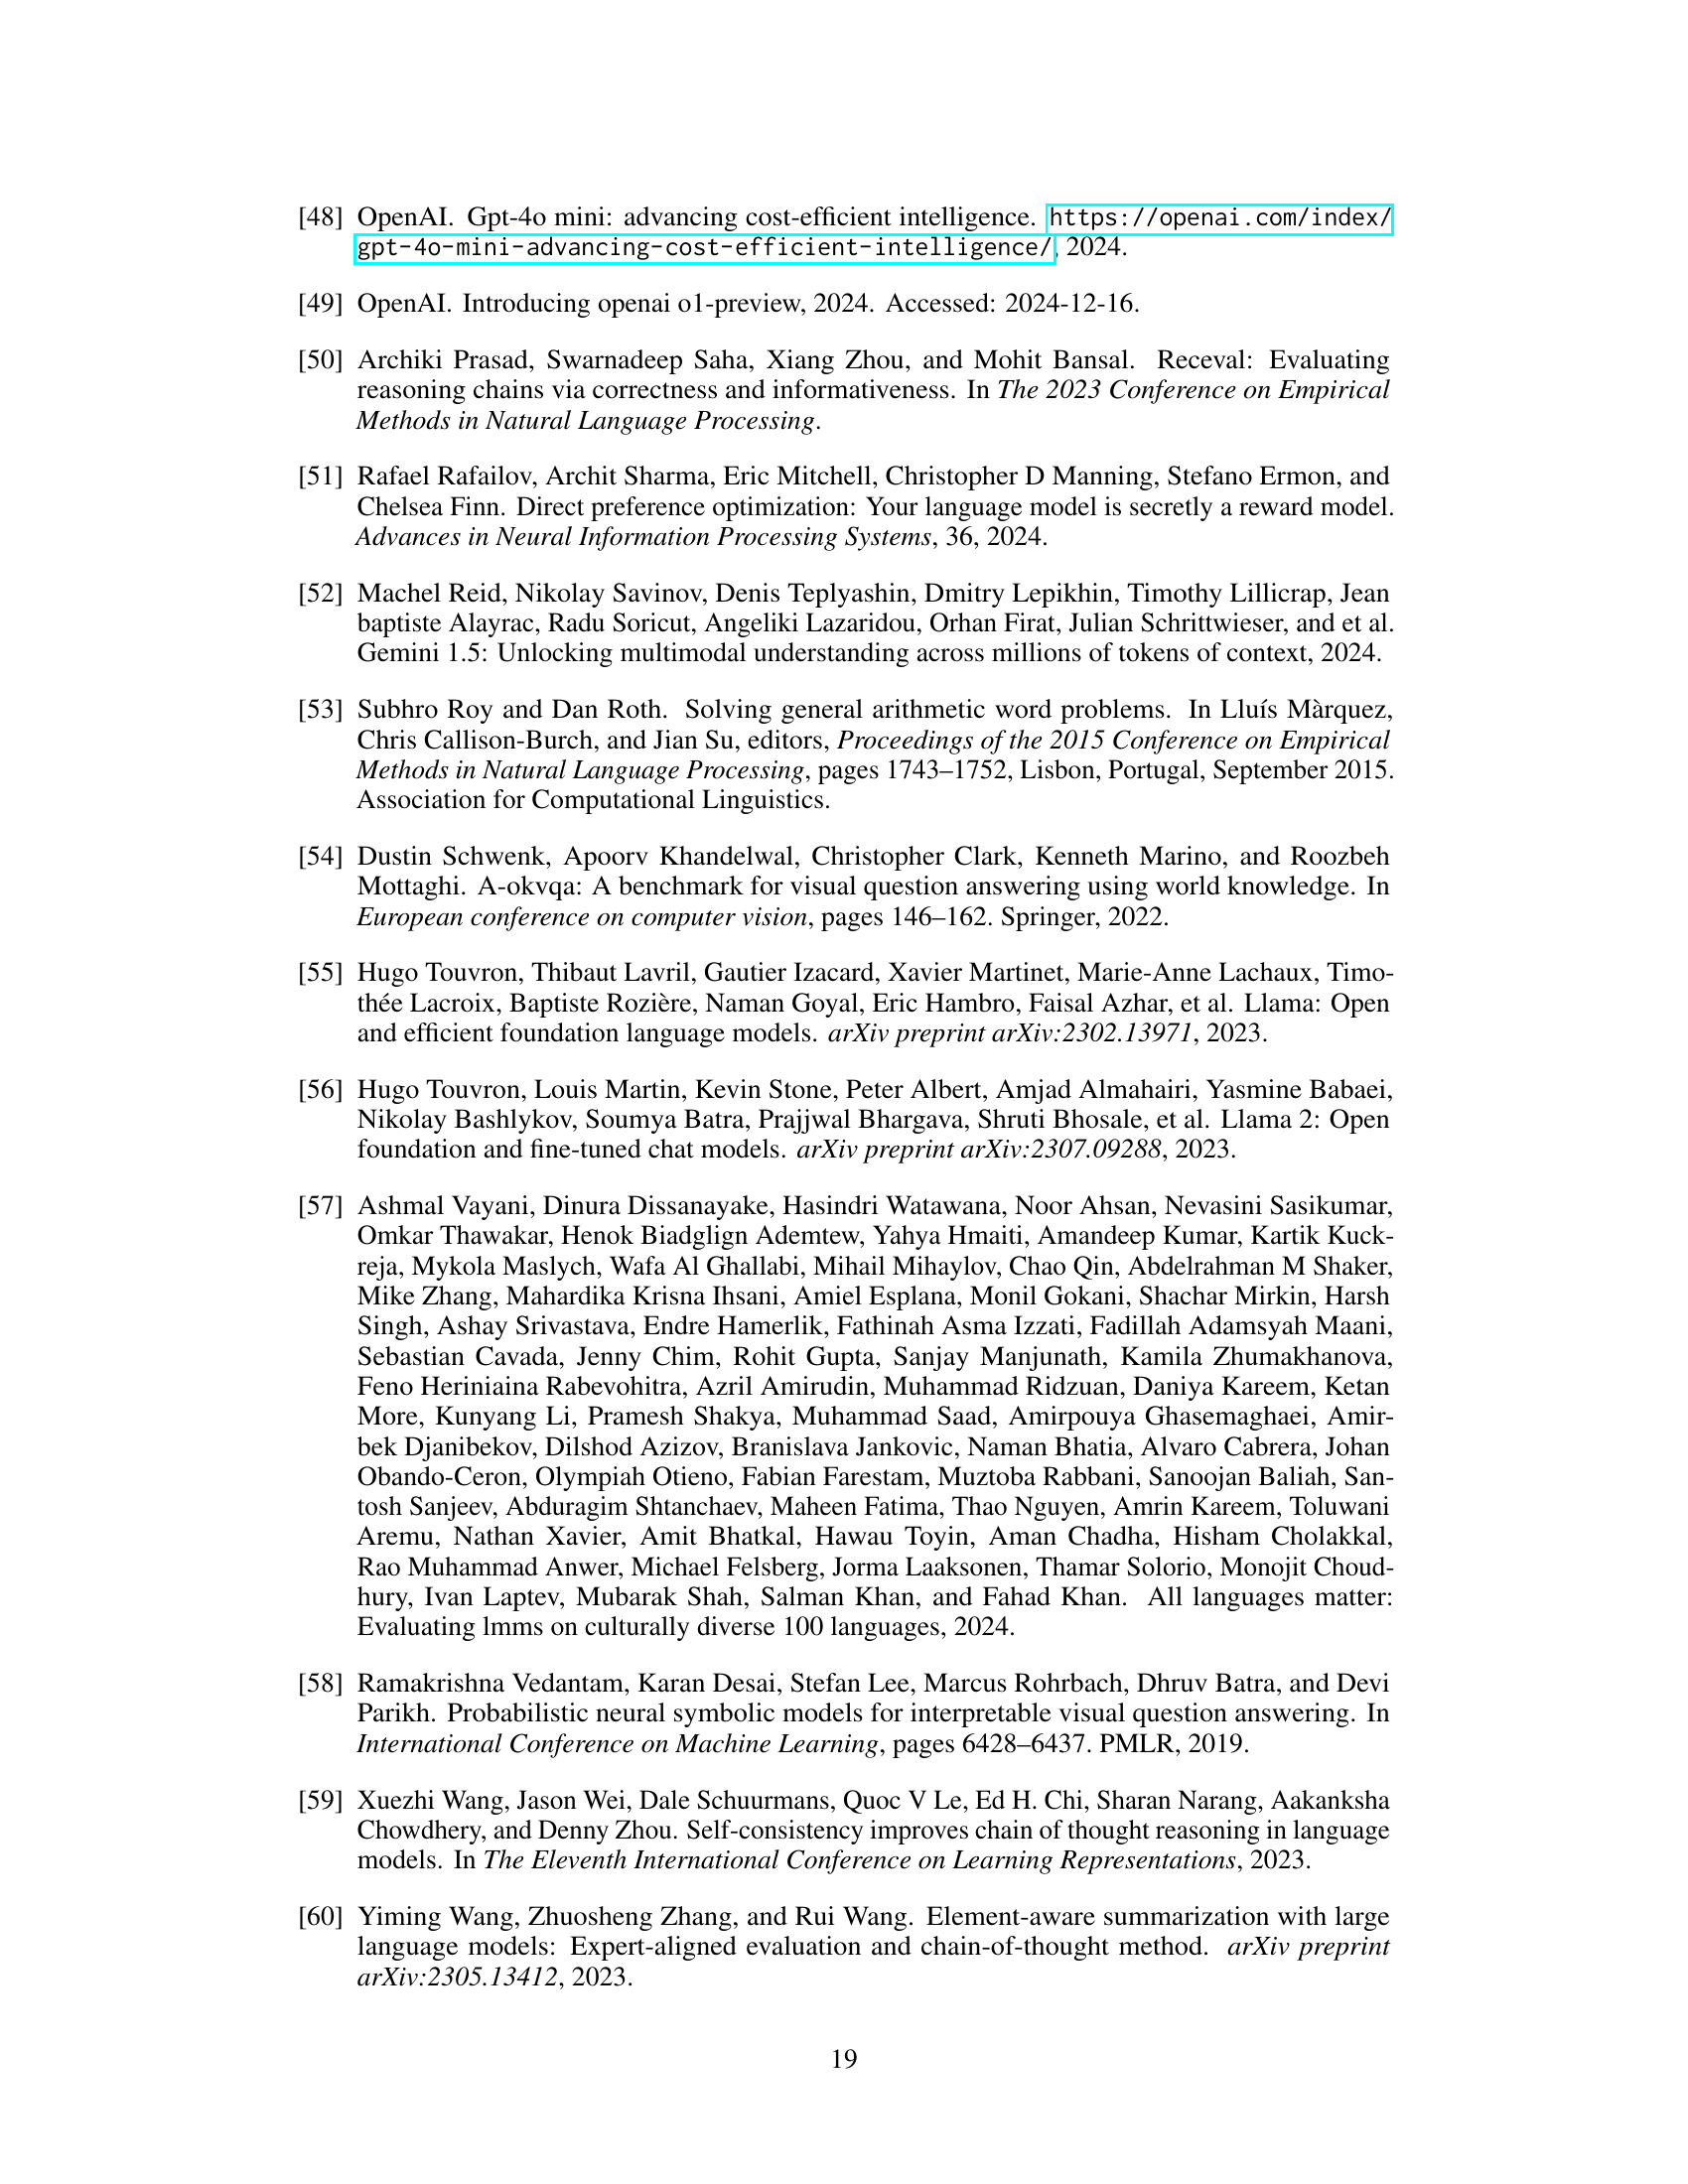 [48] OpenAI. Gpt-4o mini: advancing cost-efficient intelligence. https://openai.com/index/
gpt-4o-mini-advancing-cost-efficient-intelligence/, 2024.
[49] OpenAI. Introducing openai o1-preview, 2024. Accessed: 2024-12-16.
[50] Archiki Prasad, Swarnadeep Saha, Xiang Zhou, and Mohit Bansal. Receval: Evaluating
reasoning chains via correctness and informativeness. In The 2023 Conference on Empirical
Methods in Natural Language Processing.
[51] Rafael Rafailov, Archit Sharma, Eric Mitchell, Christopher D Manning, Stefano Ermon, and
Chelsea Finn. Direct preference optimization: Your language model is secretly a reward model.
Advances in Neural Information Processing Systems, 36, 2024.
[52] Machel Reid, Nikolay Savinov, Denis Teplyashin, Dmitry Lepikhin, Timothy Lillicrap, Jean
baptiste Alayrac, Radu Soricut, Angeliki Lazaridou, Orhan Firat, Julian Schrittwieser, and et al.
Gemini 1.5: Unlocking multimodal understanding across millions of tokens of context, 2024.
[53] Subhro Roy and Dan Roth. Solving general arithmetic word problems. In Lluís Màrquez,
Chris Callison-Burch, and Jian Su, editors, Proceedings of the 2015 Conference on Empirical
Methods in Natural Language Processing, pages 1743–1752, Lisbon, Portugal, September 2015.
Association for Computational Linguistics.
[54] Dustin Schwenk, Apoorv Khandelwal, Christopher Clark, Kenneth Marino, and Roozbeh
Mottaghi. A-okvqa: A benchmark for visual question answering using world knowledge. In
European conference on computer vision, pages 146–162. Springer, 2022.
[55] Hugo Touvron, Thibaut Lavril, Gautier Izacard, Xavier Martinet, Marie-Anne Lachaux, Timo-
thée Lacroix, Baptiste Rozière, Naman Goyal, Eric Hambro, Faisal Azhar, et al. Llama: Open
and efficient foundation language models. arXiv preprint arXiv:2302.13971, 2023.
[56] Hugo Touvron, Louis Martin, Kevin Stone, Peter Albert, Amjad Almahairi, Yasmine Babaei,
Nikolay Bashlykov, Soumya Batra, Prajjwal Bhargava, Shruti Bhosale, et al. Llama 2: Open
foundation and fine-tuned chat models. arXiv preprint arXiv:2307.09288, 2023.
[57] Ashmal Vayani, Dinura Dissanayake, Hasindri Watawana, Noor Ahsan, Nevasini Sasikumar,
Omkar Thawakar, Henok Biadglign Ademtew, Yahya Hmaiti, Amandeep Kumar, Kartik Kuck-
reja, Mykola Maslych, Wafa Al Ghallabi, Mihail Mihaylov, Chao Qin, Abdelrahman M Shaker,
Mike Zhang, Mahardika Krisna Ihsani, Amiel Esplana, Monil Gokani, Shachar Mirkin, Harsh
Singh, Ashay Srivastava, Endre Hamerlik, Fathinah Asma Izzati, Fadillah Adamsyah Maani,
Sebastian Cavada, Jenny Chim, Rohit Gupta, Sanjay Manjunath, Kamila Zhumakhanova,
Feno Heriniaina Rabevohitra, Azril Amirudin, Muhammad Ridzuan, Daniya Kareem, Ketan
More, Kunyang Li, Pramesh Shakya, Muhammad Saad, Amirpouya Ghasemaghaei, Amir-
bek Djanibekov, Dilshod Azizov, Branislava Jankovic, Naman Bhatia, Alvaro Cabrera, Johan
Obando-Ceron, Olympiah Otieno, Fabian Farestam, Muztoba Rabbani, Sanoojan Baliah, San-
tosh Sanjeev, Abduragim Shtanchaev, Maheen Fatima, Thao Nguyen, Amrin Kareem, Toluwani
Aremu, Nathan Xavier, Amit Bhatkal, Hawau Toyin, Aman Chadha, Hisham Cholakkal,
Rao Muhammad Anwer, Michael Felsberg, Jorma Laaksonen, Thamar Solorio, Monojit Choud-
hury, Ivan Laptev, Mubarak Shah, Salman Khan, and Fahad Khan. All languages matter:
Evaluating lmms on culturally diverse 100 languages, 2024.
[58] Ramakrishna Vedantam, Karan Desai, Stefan Lee, Marcus Rohrbach, Dhruv Batra, and Devi
Parikh. Probabilistic neural symbolic models for interpretable visual question answering. In
International Conference on Machine Learning, pages 6428–6437. PMLR, 2019.
[59] Xuezhi Wang, Jason Wei, Dale Schuurmans, Quoc V Le, Ed H. Chi, Sharan Narang, Aakanksha
Chowdhery, and Denny Zhou. Self-consistency improves chain of thought reasoning in language
models. In The Eleventh International Conference on Learning Representations, 2023.
[60] Yiming Wang, Zhuosheng Zhang, and Rui Wang. Element-aware summarization with large
language models: Expert-aligned evaluation and chain-of-thought method. arXiv preprint
arXiv:2305.13412, 2023.
19